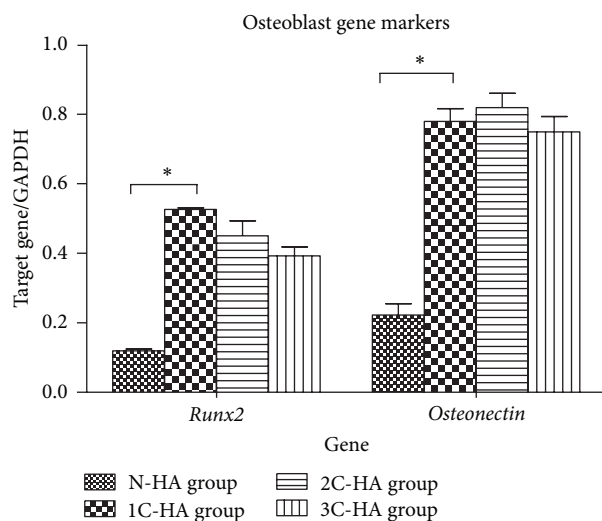 Osteoblast gene markers
Target gene/GAPDH
1.0
0.8
0.6
0.4
0.2
0.0
*
*
Runx2 Osteonectin
Gene
N-HA group 2C-HA group
1C-HA group 3C-HA group